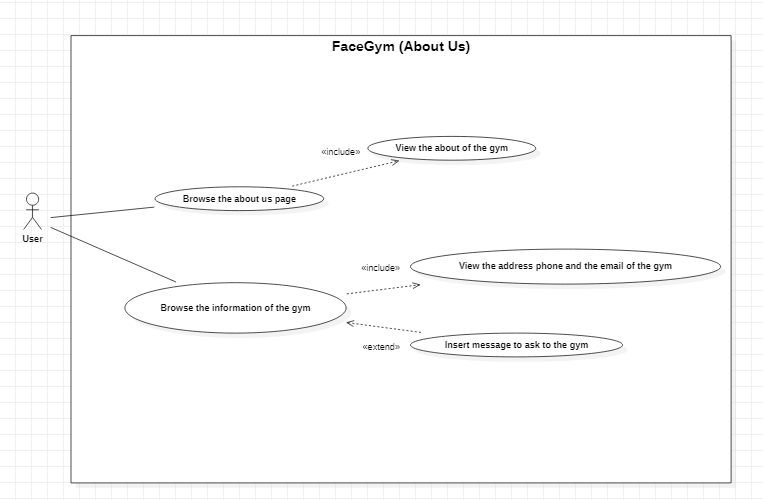 FaceGym (About Us)
«include»
View the about of the gym
Browse the about us page
User
«include»
View the address phone and the email of the gym
Browse the information of the gym
«extend»
Insert message to ask to the gym